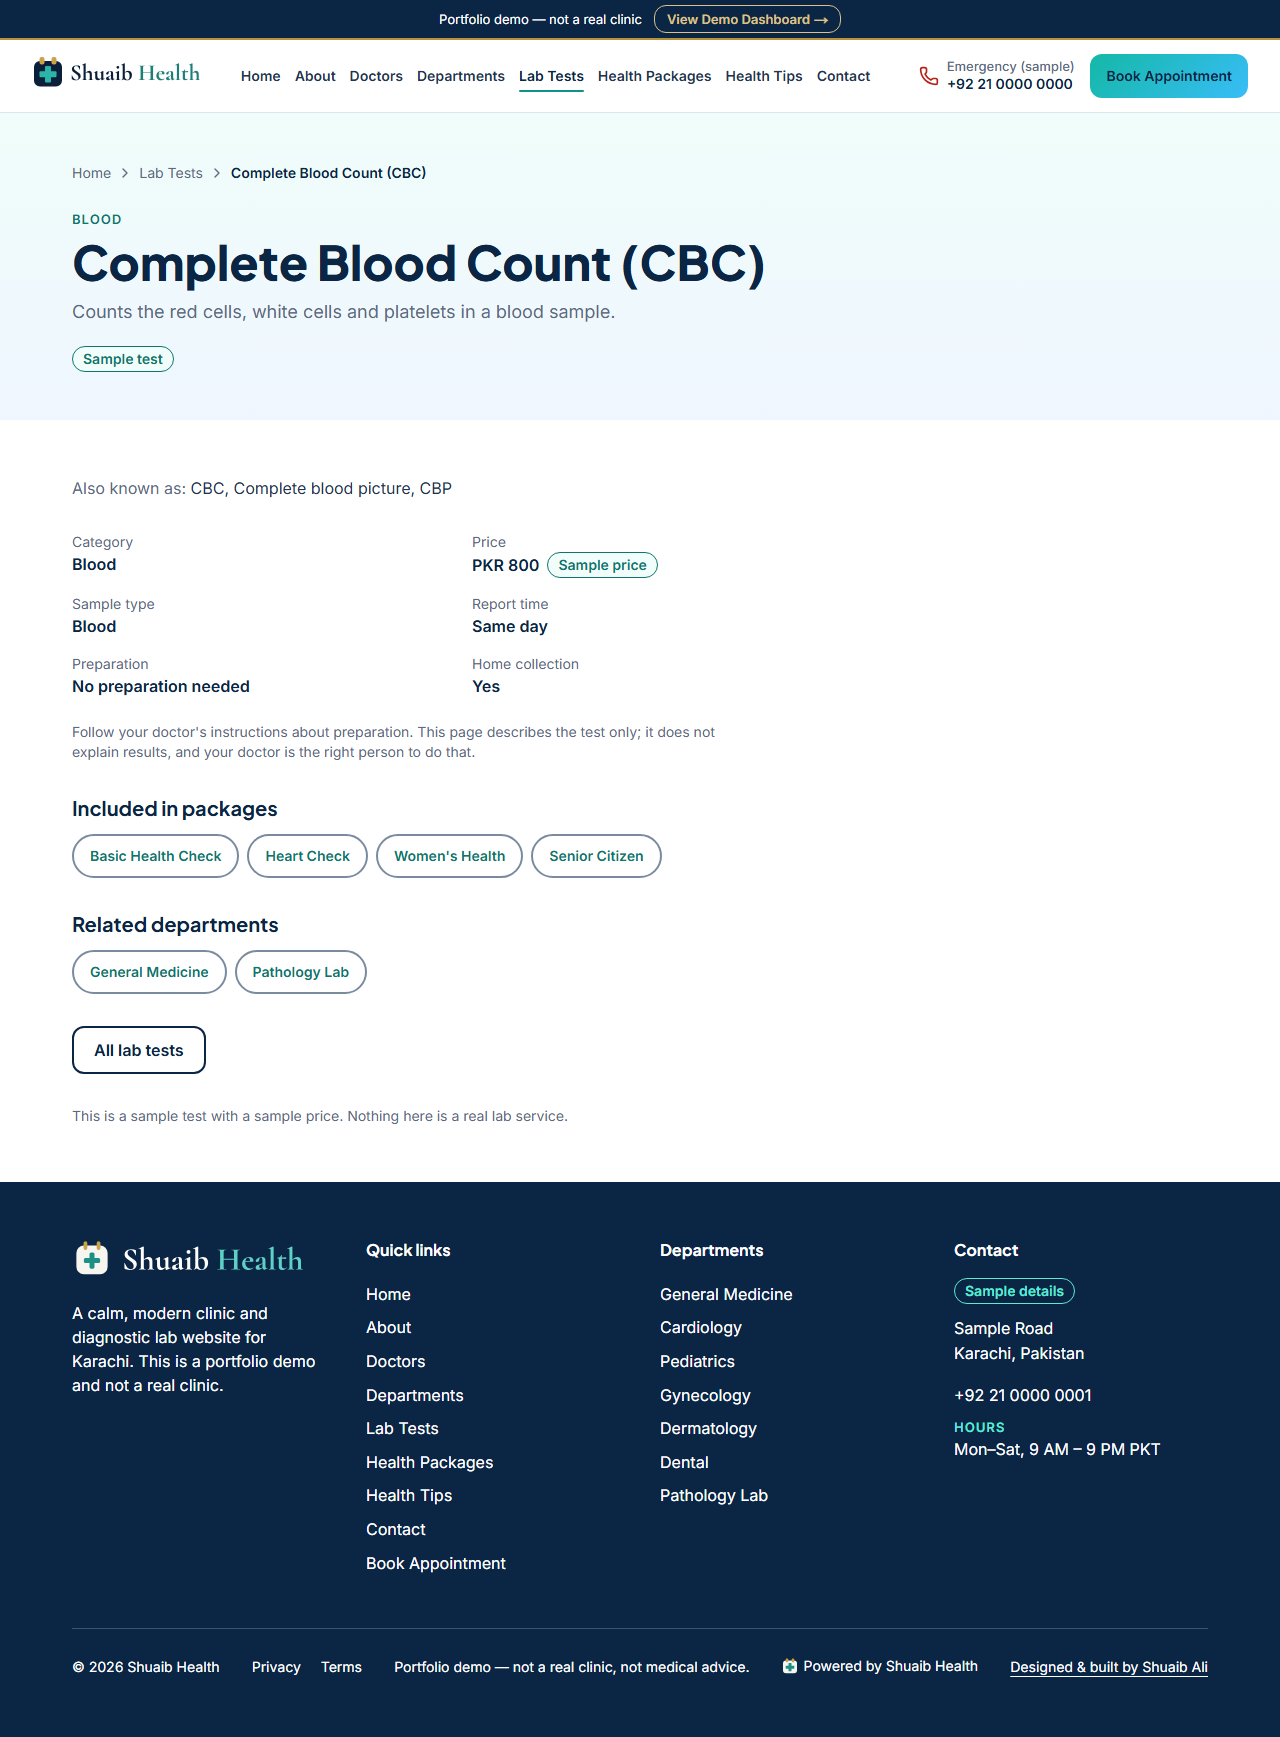 Portfolio demo — not a real clinic View Demo Dashboard →
Shuaib Health
Home About Doctors Departments Lab Tests Health Packages Health Tips Contact
Emergency (sample)
+92 21 0000 0000
Book Appointment
Home > Lab Tests > Complete Blood Count (CBC)
BLOOD
Complete Blood Count (CBC)
Counts the red cells, white cells and platelets in a blood sample.
Sample test
Also known as: CBC, Complete blood picture, CBP
Category
Blood
Price
PKR 800 Sample price
Sample type
Blood
Report time
Same day
Preparation
No preparation needed
Home collection
Yes
Follow your doctor's instructions about preparation. This page describes the test only; it does not
explain results, and your doctor is the right person to do that.
Included in packages
Basic Health Check Heart Check Women's Health Senior Citizen
Related departments
General Medicine Pathology Lab
All lab tests
This is a sample test with a sample price. Nothing here is a real lab service.
Shuaib Health
A calm, modern clinic and
diagnostic lab website for
Karachi. This is a portfolio demo
and not a real clinic.
Quick links
Home
About
Doctors
Departments
Lab Tests
Health Packages
Health Tips
Contact
Book Appointment
Departments
General Medicine
Cardiology
Pediatrics
Gynecology
Dermatology
Dental
Pathology Lab
Contact
Sample details
Sample Road
Karachi, Pakistan
+92 21 0000 0001
HOURS
Mon–Sat, 9 AM – 9 PM PKT
© 2026 Shuaib Health Privacy Terms Portfolio demo — not a real clinic, not medical advice. Powered by Shuaib Health Designed & built by Shuaib Ali